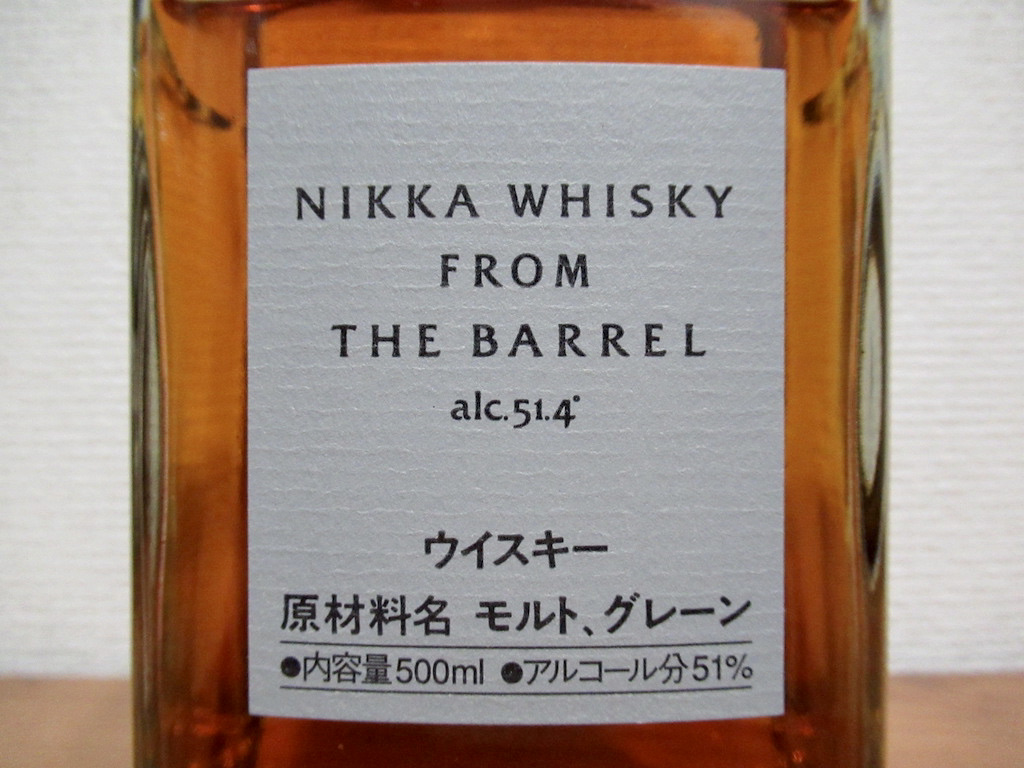 NIKKA WHISKY
FROM
THE BARREL
alc.51.4°
ウイスキー
原材料名 モルト、グレーン
●内容量500ml ●アルコール分51%